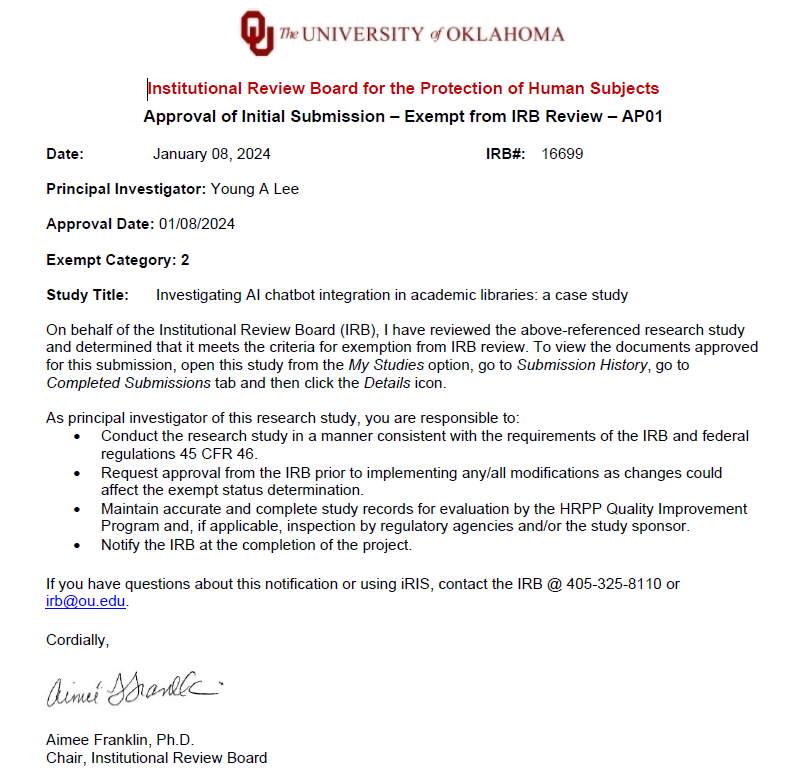 The UNIVERSITY of OKLAHOMA
Institutional Review Board for the Protection of Human Subjects
Approval of Initial Submission – Exempt from IRB Review – AP01
Date: January 08, 2024 IRB#: 16699
Principal Investigator: Young A Lee
Approval Date: 01/08/2024
Exempt Category: 2
Study Title: Investigating AI chatbot integration in academic libraries: a case study
On behalf of the Institutional Review Board (IRB), I have reviewed the above-referenced research study
and determined that it meets the criteria for exemption from IRB review. To view the documents approved
for this submission, open this study from the My Studies option, go to Submission History, go to
Completed Submissions tab and then click the Details icon.
As principal investigator of this research study, you are responsible to:
• Conduct the research study in a manner consistent with the requirements of the IRB and federal
regulations 45 CFR 46.
• Request approval from the IRB prior to implementing any/all modifications as changes could
affect the exempt status determination.
• Maintain accurate and complete study records for evaluation by the HRPP Quality Improvement
Program and, if applicable, inspection by regulatory agencies and/or the study sponsor.
• Notify the IRB at the completion of the project.
If you have questions about this notification or using iRIS, contact the IRB @ 405-325-8110 or
irb@ou.edu.
Cordially,
Aimee Franklin, Ph.D.
Chair, Institutional Review Board